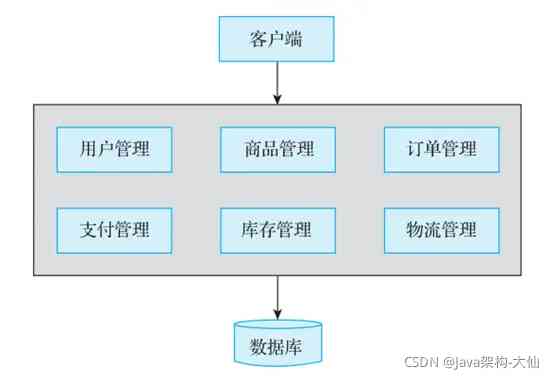 客户端
用户管理
商品管理
订单管理
支付管理
库存管理
物流管理
数据库
CSDN @java架构-大仙